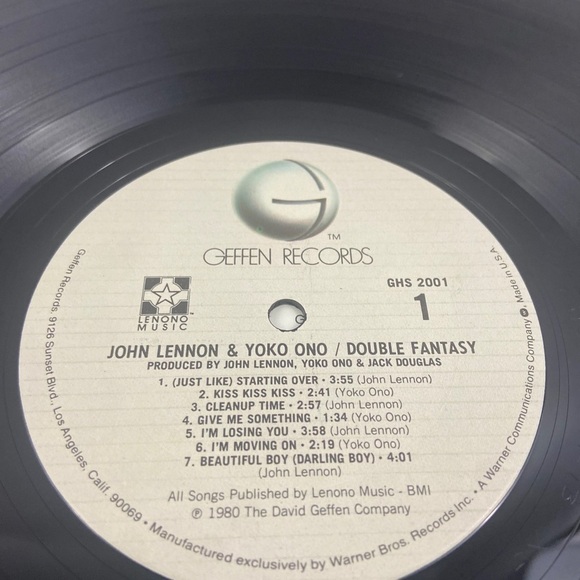 G
TM
GEFFEN RECORDS
LENONO™
MUSIC
GHS 2001
1
JOHN LENNON & YOKO ONO / DOUBLE FANTASY
PRODUCED BY JOHN LENNON, YOKO ONO & JACK DOUGLAS
1. (JUST LIKE) STARTING OVER • 3:55 (John Lennon)
2. KISS KISS KISS • 2:41 (Yoko Ono)
3. CLEANUP TIME • 2:57 (John Lennon)
4. GIVE ME SOMETHING • 1:34 (Yoko Ono)
5. I'M LOSING YOU • 3:58 (John Lennon)
6. I'M MOVING ON • 2:19 (Yoko Ono)
7. BEAUTIFUL BOY (DARLING BOY) • 4:01
(John Lennon)
All Songs Published by Lenono Music - BMI
℗ 1980 The David Geffen Company
Geffen Records, 9126 Sunset Blvd., Los Angeles, Calif. 90069 • Manufactured exclusively by Warner Bros. Records Inc. • A Warner Communications Company, Made in U.S.A.